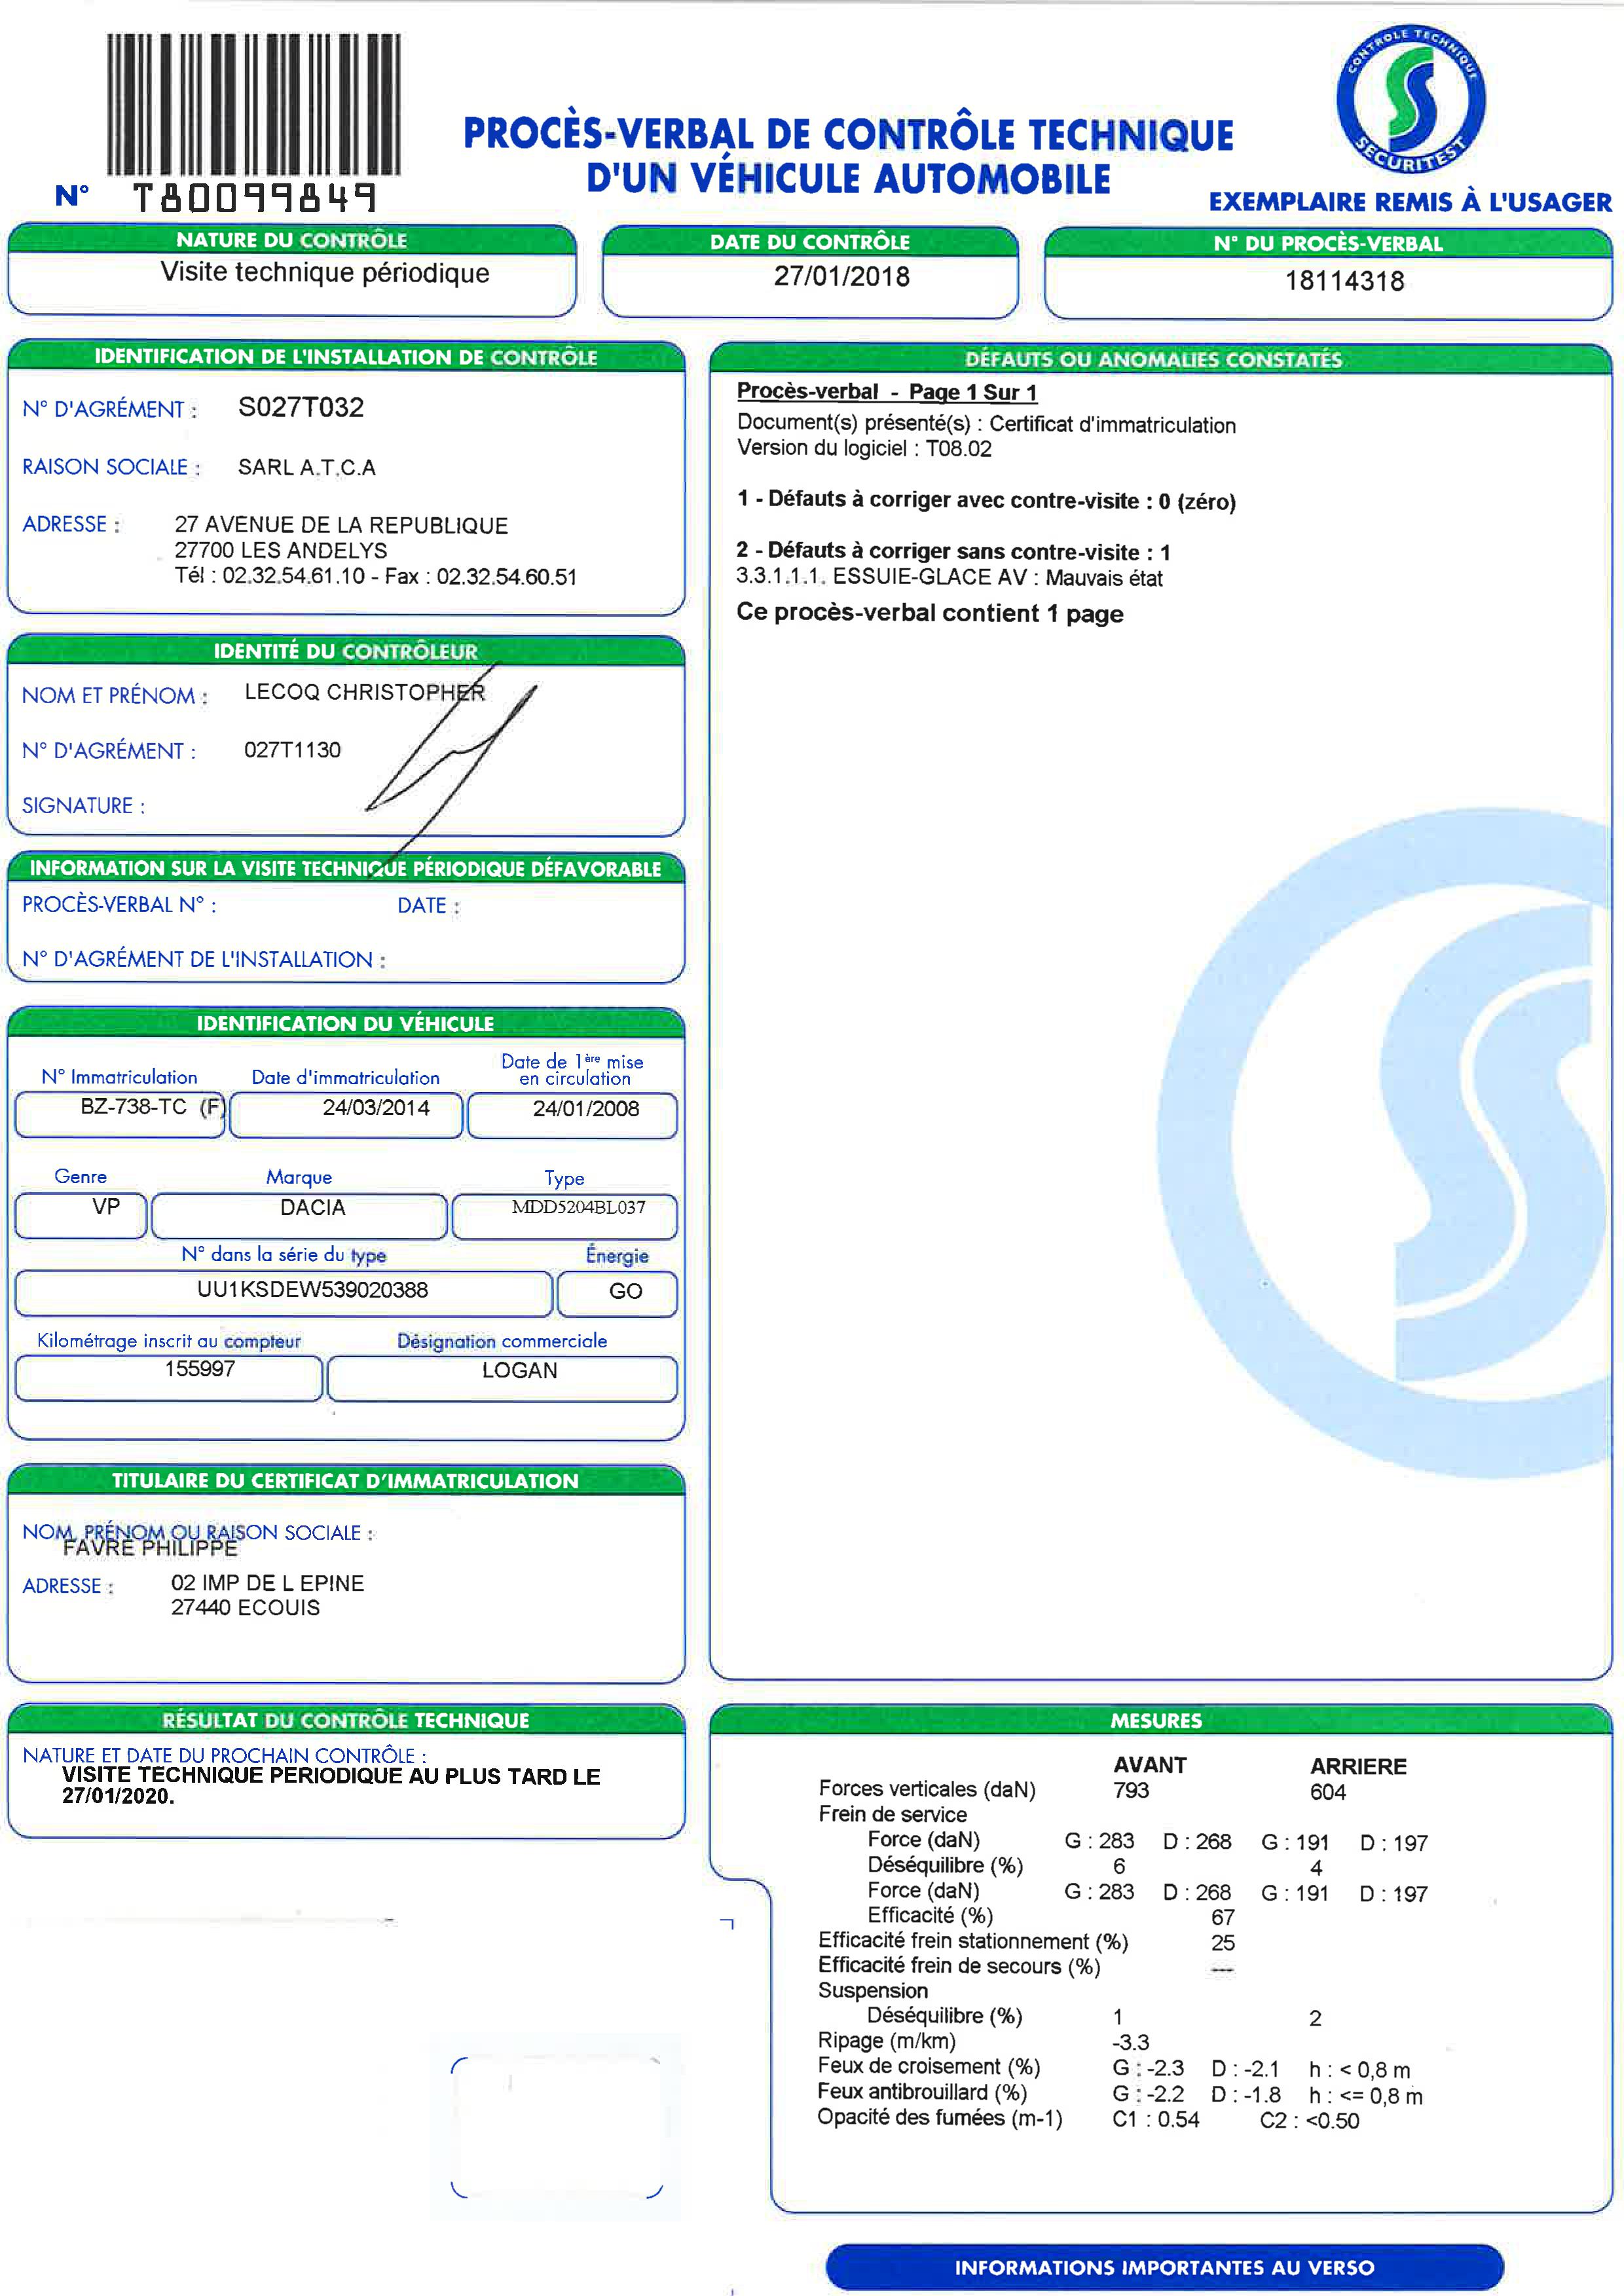 CONTROLE TECHNIQUE
SECURITEST
PROCÈS-VERBAL DE CONTRÔLE TECHNIQUE
D'UN VÉHICULE AUTOMOBILE
N° T80099849
EXEMPLAIRE REMIS À L'USAGER
NATURE DU CONTRÔLE
Visite technique périodique
DATE DU CONTRÔLE
27/01/2018
N° DU PROCÈS-VERBAL
18114318
IDENTIFICATION DE L'INSTALLATION DE CONTRÔLE
N° D'AGRÉMENT : S027T032
RAISON SOCIALE : SARL A.T.C.A
ADRESSE : 27 AVENUE DE LA REPUBLIQUE
27700 LES ANDELYS
Tél : 02.32.54.61.10 - Fax : 02.32.54.60.51
IDENTITÉ DU CONTRÔLEUR
NOM ET PRÉNOM : LECOQ CHRISTOPHER
N° D'AGRÉMENT : 027T1130
SIGNATURE :
INFORMATION SUR LA VISITE TECHNIQUE PÉRIODIQUE DÉFAVORABLE
PROCÈS-VERBAL N° : DATE :
N° D'AGRÉMENT DE L'INSTALLATION :
IDENTIFICATION DU VÉHICULE
N° Immatriculation Date d'immatriculation Date de 1ère mise
en circulation
BZ-738-TC (F) 24/03/2014 24/01/2008
Genre Marque Type
VP DACIA MDD5204BL037
N° dans la série du type Énergie
UU1KSDEW539020388 GO
Kilométrage inscrit au compteur Désignation commerciale
155997 LOGAN
TITULAIRE DU CERTIFICAT D'IMMATRICULATION
NOM, PRÉNOM OU RAISON SOCIALE :
FAVRE PHILIPPE
ADRESSE : 02 IMP DE L EPINE
27440 ECOUIS
RÉSULTAT DU CONTRÔLE TECHNIQUE
NATURE ET DATE DU PROCHAIN CONTRÔLE :
VISITE TECHNIQUE PERIODIQUE AU PLUS TARD LE
27/01/2020.
DÉFAUTS OU ANOMALIES CONSTATÉS
Procès-verbal - Page 1 Sur 1
Document(s) présenté(s) : Certificat d'immatriculation
Version du logiciel : T08.02
1 - Défauts à corriger avec contre-visite : 0 (zéro)
2 - Défauts à corriger sans contre-visite : 1
3.3.1.1.1. ESSUIE-GLACE AV : Mauvais état
Ce procès-verbal contient 1 page
MESURES
AVANT ARRIERE
Forces verticales (daN) 793 604
Frein de service
Force (daN) G : 283 D : 268 G : 191 D : 197
Déséquilibre (%) 6 4
Force (daN) G : 283 D : 268 G : 191 D : 197
Efficacité (%) 67
Efficacité frein stationnement (%) 25
Efficacité frein de secours (%) ---
Suspension
Déséquilibre (%) 1 2
Ripage (m/km) -3.3
Feux de croisement (%) G : -2.3 D : -2.1 h : < 0,8 m
Feux antibrouillard (%) G : -2.2 D : -1.8 h : <= 0,8 m
Opacité des fumées (m-1) C1 : 0.54 C2 : <0.50
INFORMATIONS IMPORTANTES AU VERSO